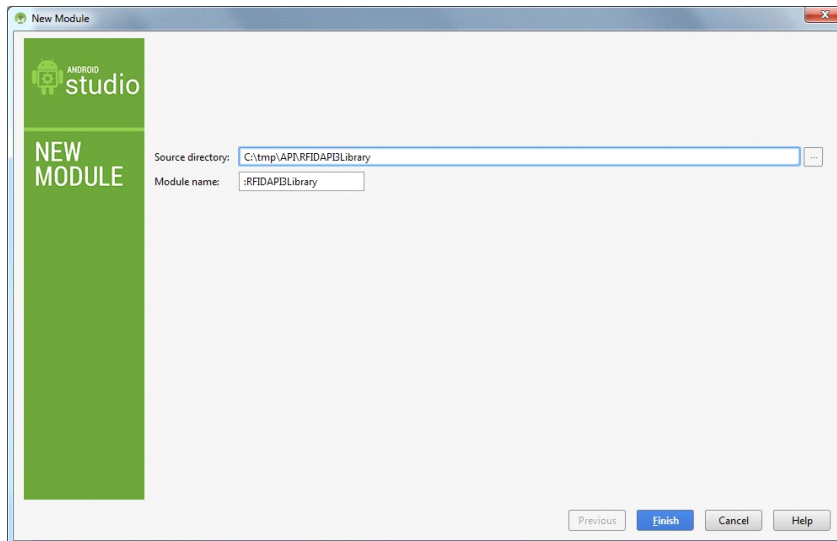 New Module
ANDROID
studio
NEW
MODULE
Source directory: C:\tmp\API\RFIDAPI3Library ...
Module name: :RFIDAPI3Library
Previous Finish Cancel Help